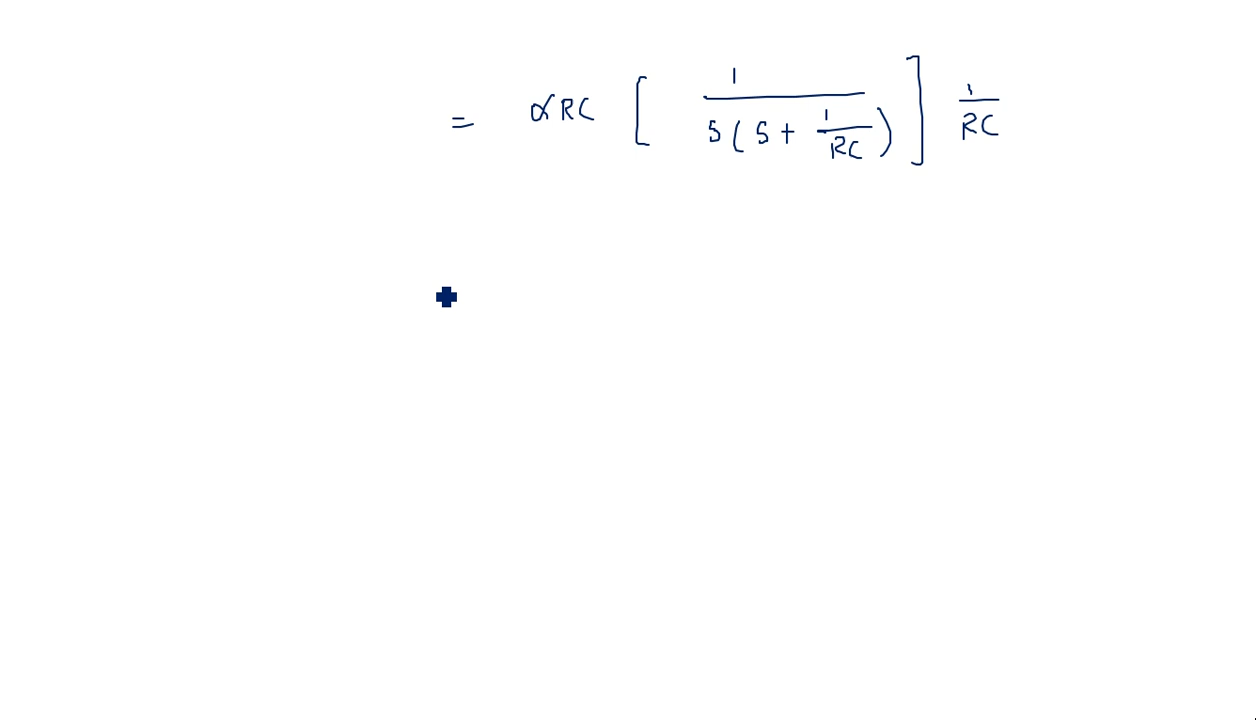 = αRC [ 1 / S(S + 1/RC) ] 1/RC